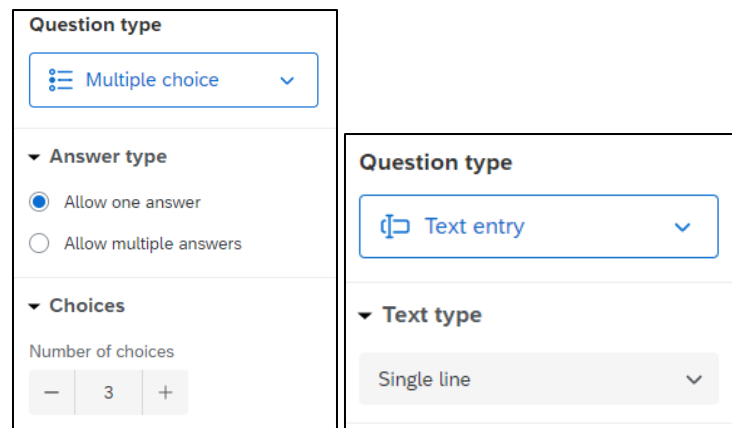 Question type
Multiple choice
Answer type
Allow one answer
Allow multiple answers
Choices
Number of choices
3
Question type
Text entry
Text type
Single line